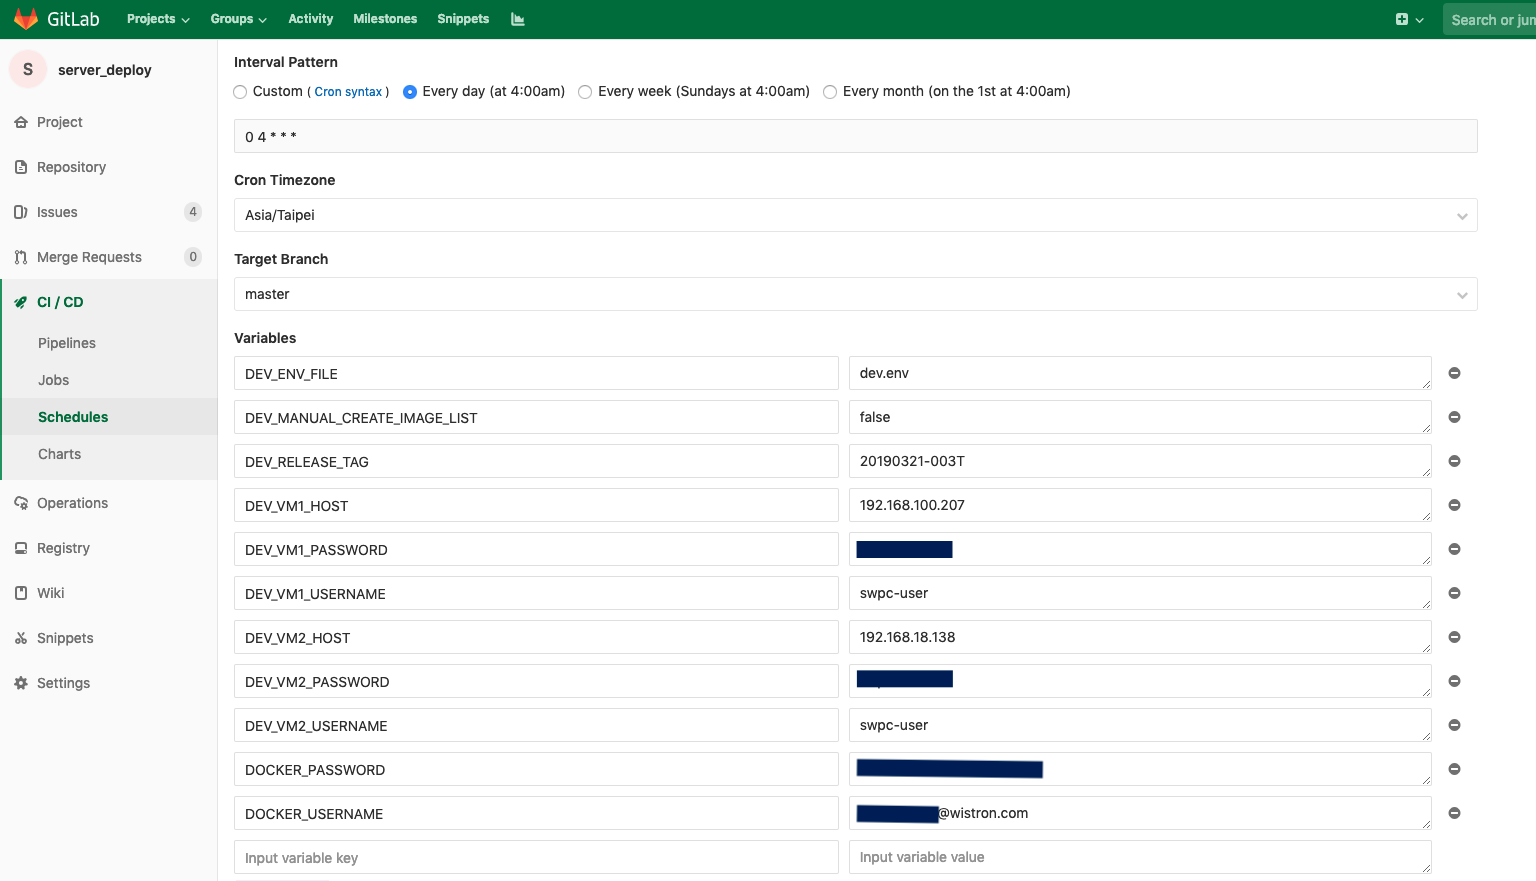 GitLab Projects Groups Activity Milestones Snippets Search or jum
S server_deploy
Project
Repository
Issues 4
Merge Requests 0
CI / CD
Pipelines
Jobs
Schedules
Charts
Operations
Registry
Wiki
Snippets
Settings
Interval Pattern
Custom ( Cron syntax ) Every day (at 4:00am) Every week (Sundays at 4:00am) Every month (on the 1st at 4:00am)
0 4 * * *
Cron Timezone
Asia/Taipei
Target Branch
master
Variables
DEV_ENV_FILE dev.env
DEV_MANUAL_CREATE_IMAGE_LIST false
DEV_RELEASE_TAG 20190321-003T
DEV_VM1_HOST 192.168.100.207
DEV_VM1_PASSWORD
DEV_VM1_USERNAME swpc-user
DEV_VM2_HOST 192.168.18.138
DEV_VM2_PASSWORD
DEV_VM2_USERNAME swpc-user
DOCKER_PASSWORD
DOCKER_USERNAME @wistron.com
Input variable key Input variable value